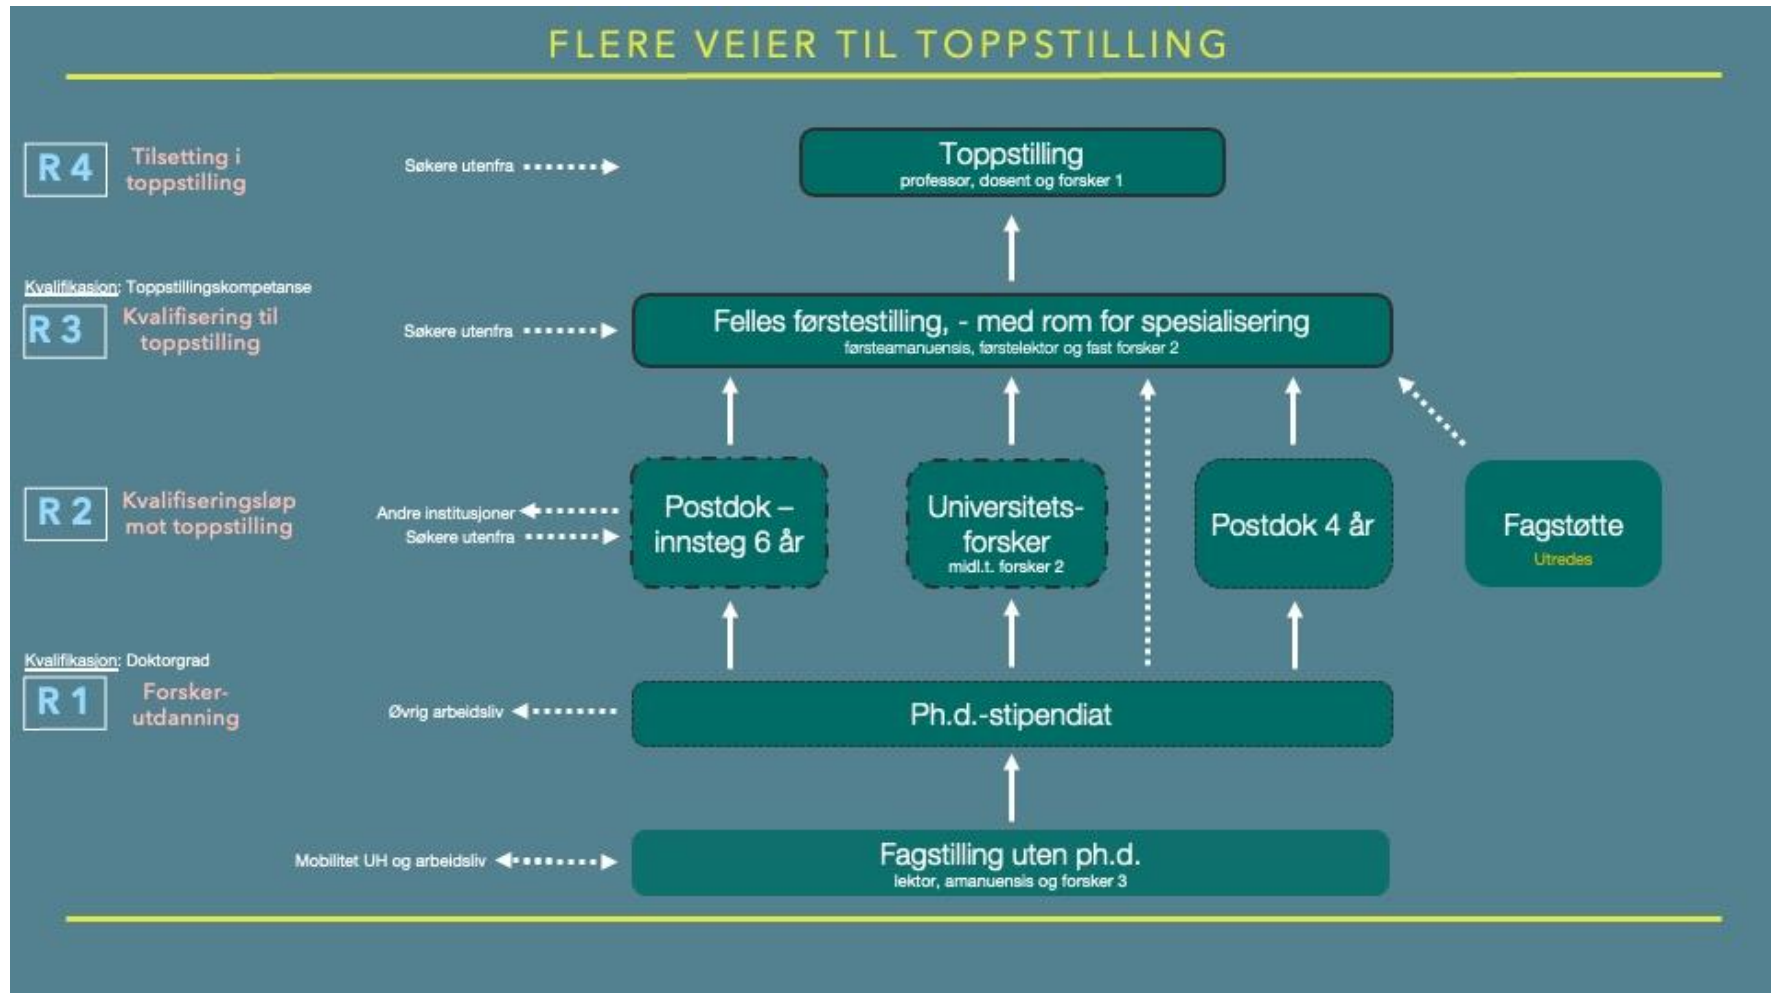 FLERE VEIER TIL TOPPSTILLING
R 4
Tilsetting i
toppstilling
Søkere utenfra
Toppstilling
professor, dosent og forsker 1
Kvalifikasjon: Toppstillingskompetanse
R 3
Kvalifisering til
toppstilling
Søkere utenfra
Felles førstestilling, - med rom for spesialisering
førsteamanuensis, førstelektor og fast forsker 2
R 2
Kvalifiseringsløp
mot toppstilling
Andre institusjoner
Søkere utenfra
Postdok –
innsteg 6 år
Universitets-
forsker
midl.t. forsker 2
Postdok 4 år
Fagstøtte
Utredes
Kvalifikasjon: Doktorgrad
R 1
Forsker-
utdanning
Øvrig arbeidsliv
Ph.d.-stipendiat
Mobilitet UH og arbeidsliv
Fagstilling uten ph.d.
lektor, amanuensis og forsker 3